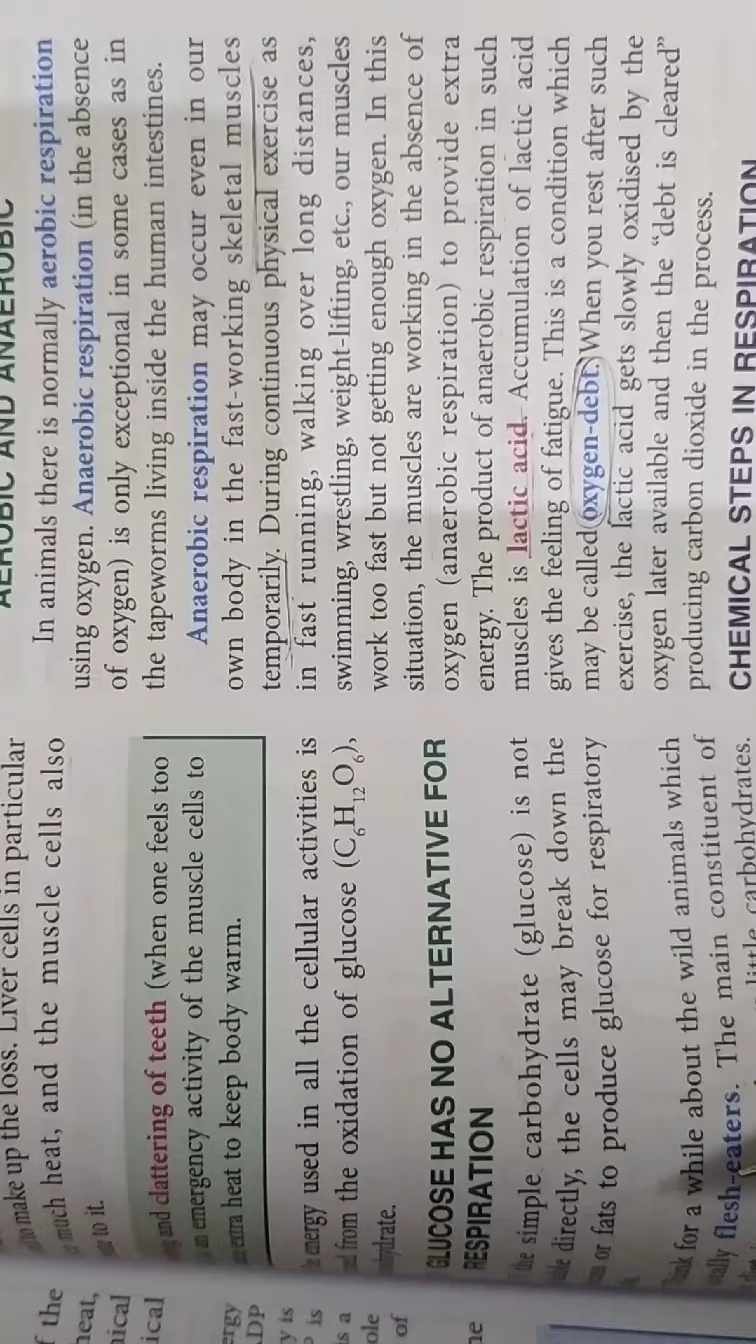 make up the loss. Liver cells in particular
much heat, and the muscle cells also
to it.
and clattering of teeth (when one feels too
emergency activity of the muscle cells to
extra heat to keep body warm.
energy used in all the cellular activities is
from the oxidation of glucose (C₆H₁₂O₆),
GLUCOSE HAS NO ALTERNATIVE FOR
RESPIRATION
simple carbohydrate (glucose) is not
directly, the cells may break down the
or fats to produce glucose for respiratory
for a while about the wild animals which
flesh-eaters. The main constituent of
little carbohydrates.
AEROBIC AND ANAEROBIC
In animals there is normally aerobic respiration
using oxygen. Anaerobic respiration (in the absence
of oxygen) is only exceptional in some cases as in
the tapeworms living inside the human intestines.
Anaerobic respiration may occur even in our
own body in the fast-working skeletal muscles
temporarily. During continuous physical exercise as
in fast running, walking over long distances,
swimming, wrestling, weight-lifting, etc., our muscles
work too fast but not getting enough oxygen. In this
situation, the muscles are working in the absence of
oxygen (anaerobic respiration) to provide extra
energy. The product of anaerobic respiration in such
muscles is lactic acid. Accumulation of lactic acid
gives the feeling of fatigue. This is a condition which
may be called oxygen-debt. When you rest after such
exercise, the lactic acid gets slowly oxidised by the
oxygen later available and then the “debt is cleared”
producing carbon dioxide in the process.
CHEMICAL STEPS IN RESPIRATION